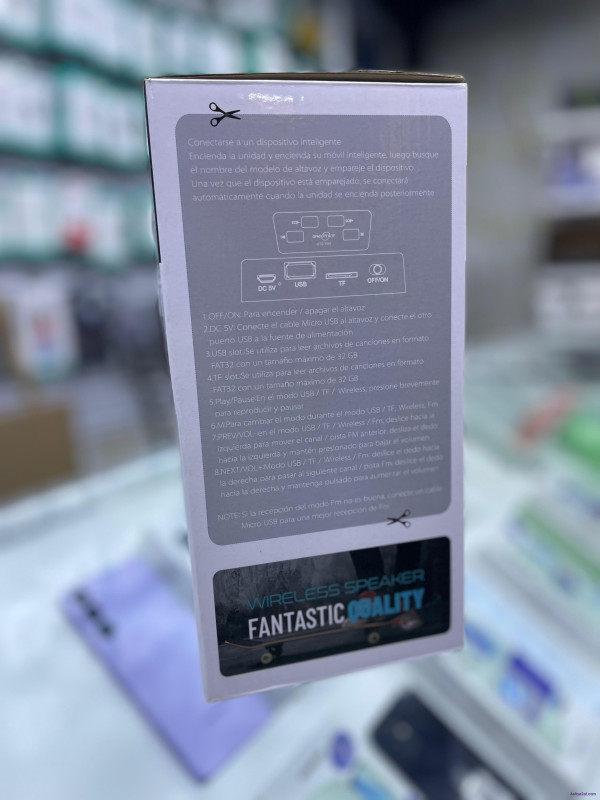 Conectarse a un dispositivo inteligente
Encienda la unidad y encienda su móvil inteligente, luego busque
el nombre del modelo de altavoz y empareje el dispositivo.
Una vez que el dispositivo está emparejado, se conectará
automáticamente cuando la unidad se encienda posteriormente
DC 5V
USB
TF
OFF/ON
1.OFF/ON: Para encender / apagar el altavoz
2.DC 5V: Conecte el cable Micro USB al altavoz y conecte el otro
puerto USB a la fuente de alimentación.
3.USB slot:Se utiliza para leer archivos de canciones en formato
FAT32 con un tamaño máximo de 32 GB
4.TF slot:Se utiliza para leer archivos de canciones en formato
FAT32 con un tamaño máximo de 32 GB
5.Play/Pause:En el modo USB / TF / Wireless, presione brevemente
para reproducir y pausar
6.M:Para cambiar el modo durante el modo USB / TF, Wireless, Fm
7.PREV/VOL-:en el modo USB / TF / Wireless / Fm, deslice hacia la
izquierda para mover el canal / pista FM anterior deslice el dedo
hacia la izquierda y mantén presionado para bajar el volumen
8.NEXT/VOL+:Modo USB / TF / Wireless / Fm, deslice el dedo hacia
la derecha para pasar al siguiente canal / pista Fm, deslice el dedo
hacia la derecha y mantenga pulsado para aumentar el volumen
NOTE: Si la recepción del modo Fm no es buena, conecte un cable
Micro USB para una mejor recepción de Fm
WIRELESS SPEAKER
FANTASTIC QUALITY